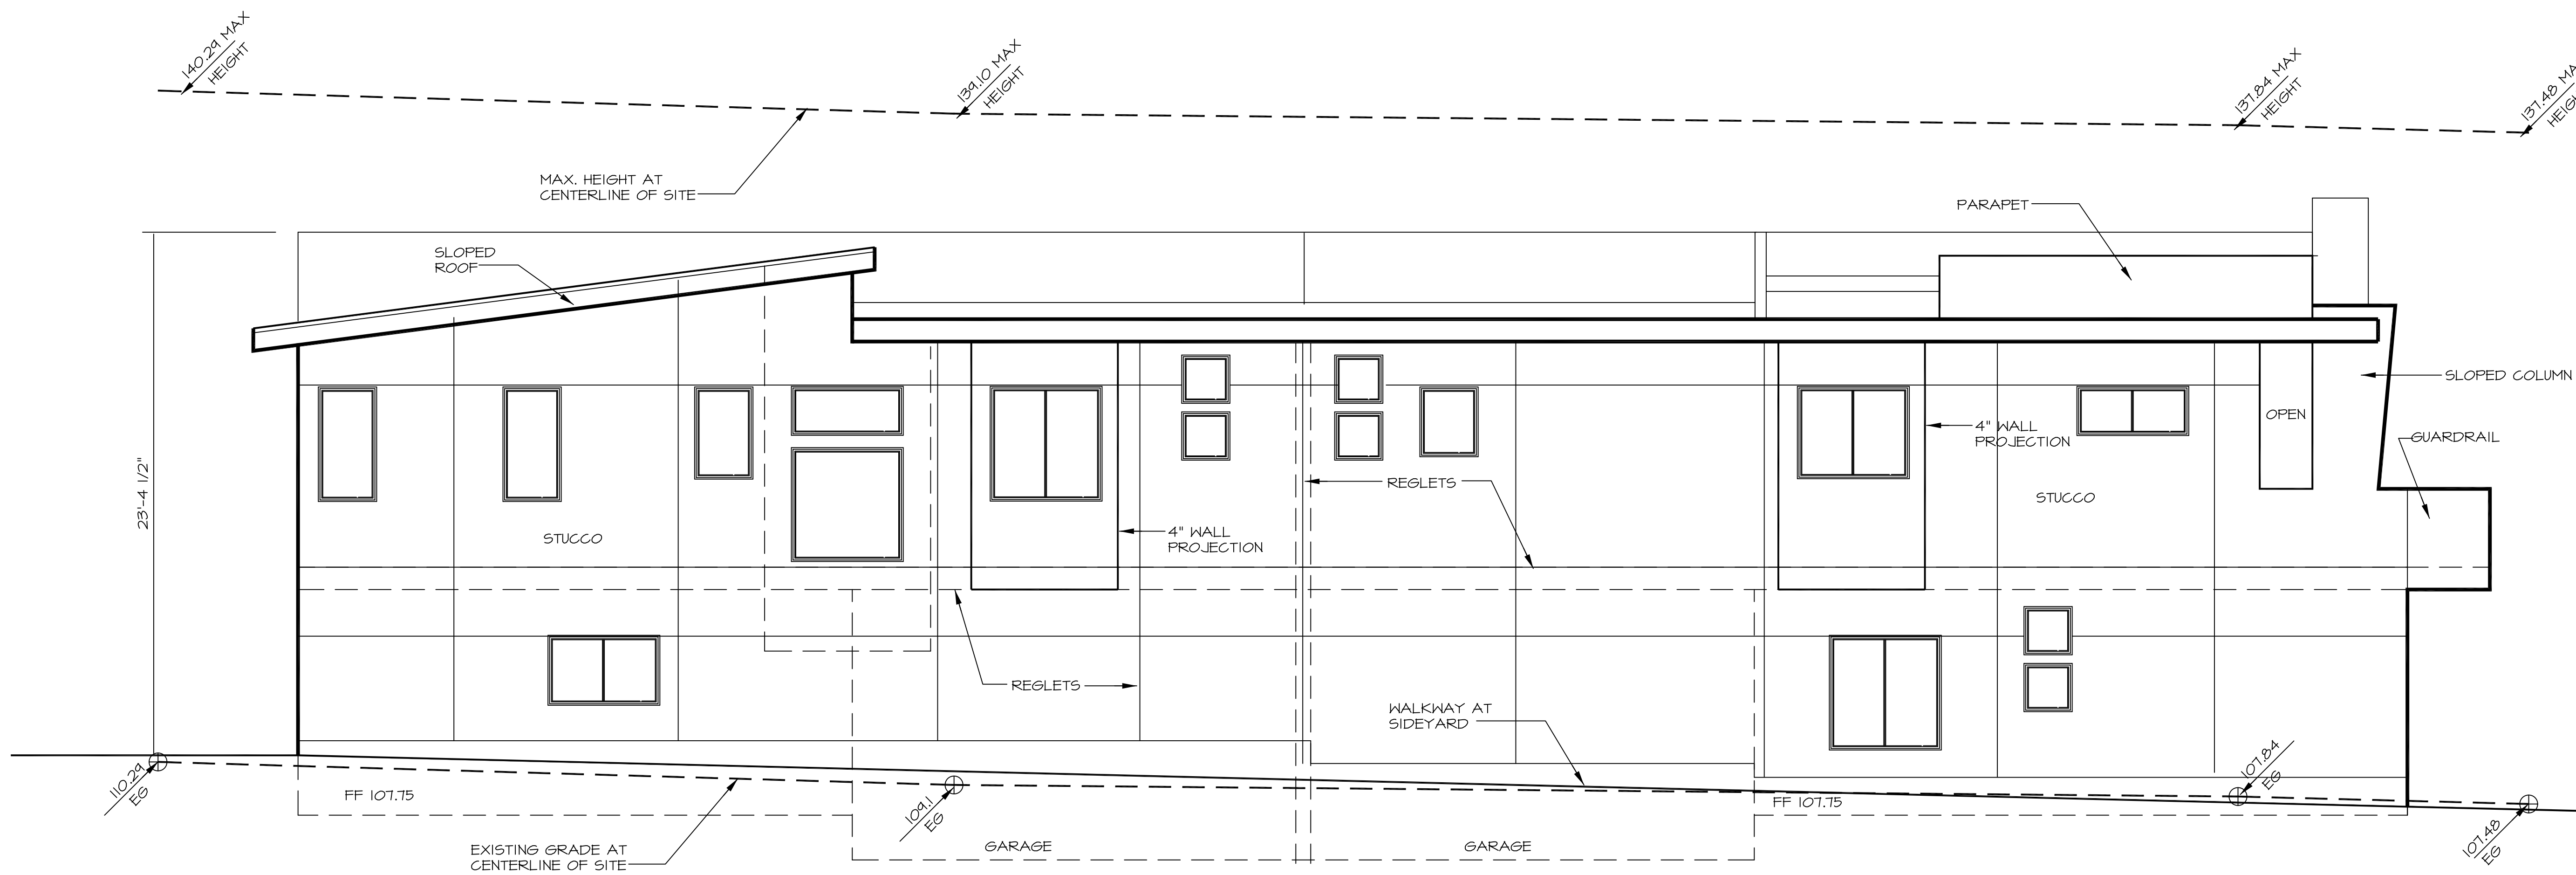 140.29 MAX
HEIGHT
139.10 MAX
HEIGHT
137.84 MAX
HEIGHT
137.48 MA
HEIGH
MAX. HEIGHT AT
CENTERLINE OF SITE
PARAPET
SLOPED
ROOF
SLOPED COLUMN
OPEN
4" WALL
PROJECTION
GUARDRAIL
23'-4 1/2"
REGLETS
STUCCO
STUCCO
4" WALL
PROJECTION
REGLETS
WALKWAY AT
SIDEYARD
110.29
EG
FF 107.75
109.1
EG
107.84
EG
FF 107.75
107.48
EG
EXISTING GRADE AT
CENTERLINE OF SITE
GARAGE
GARAGE